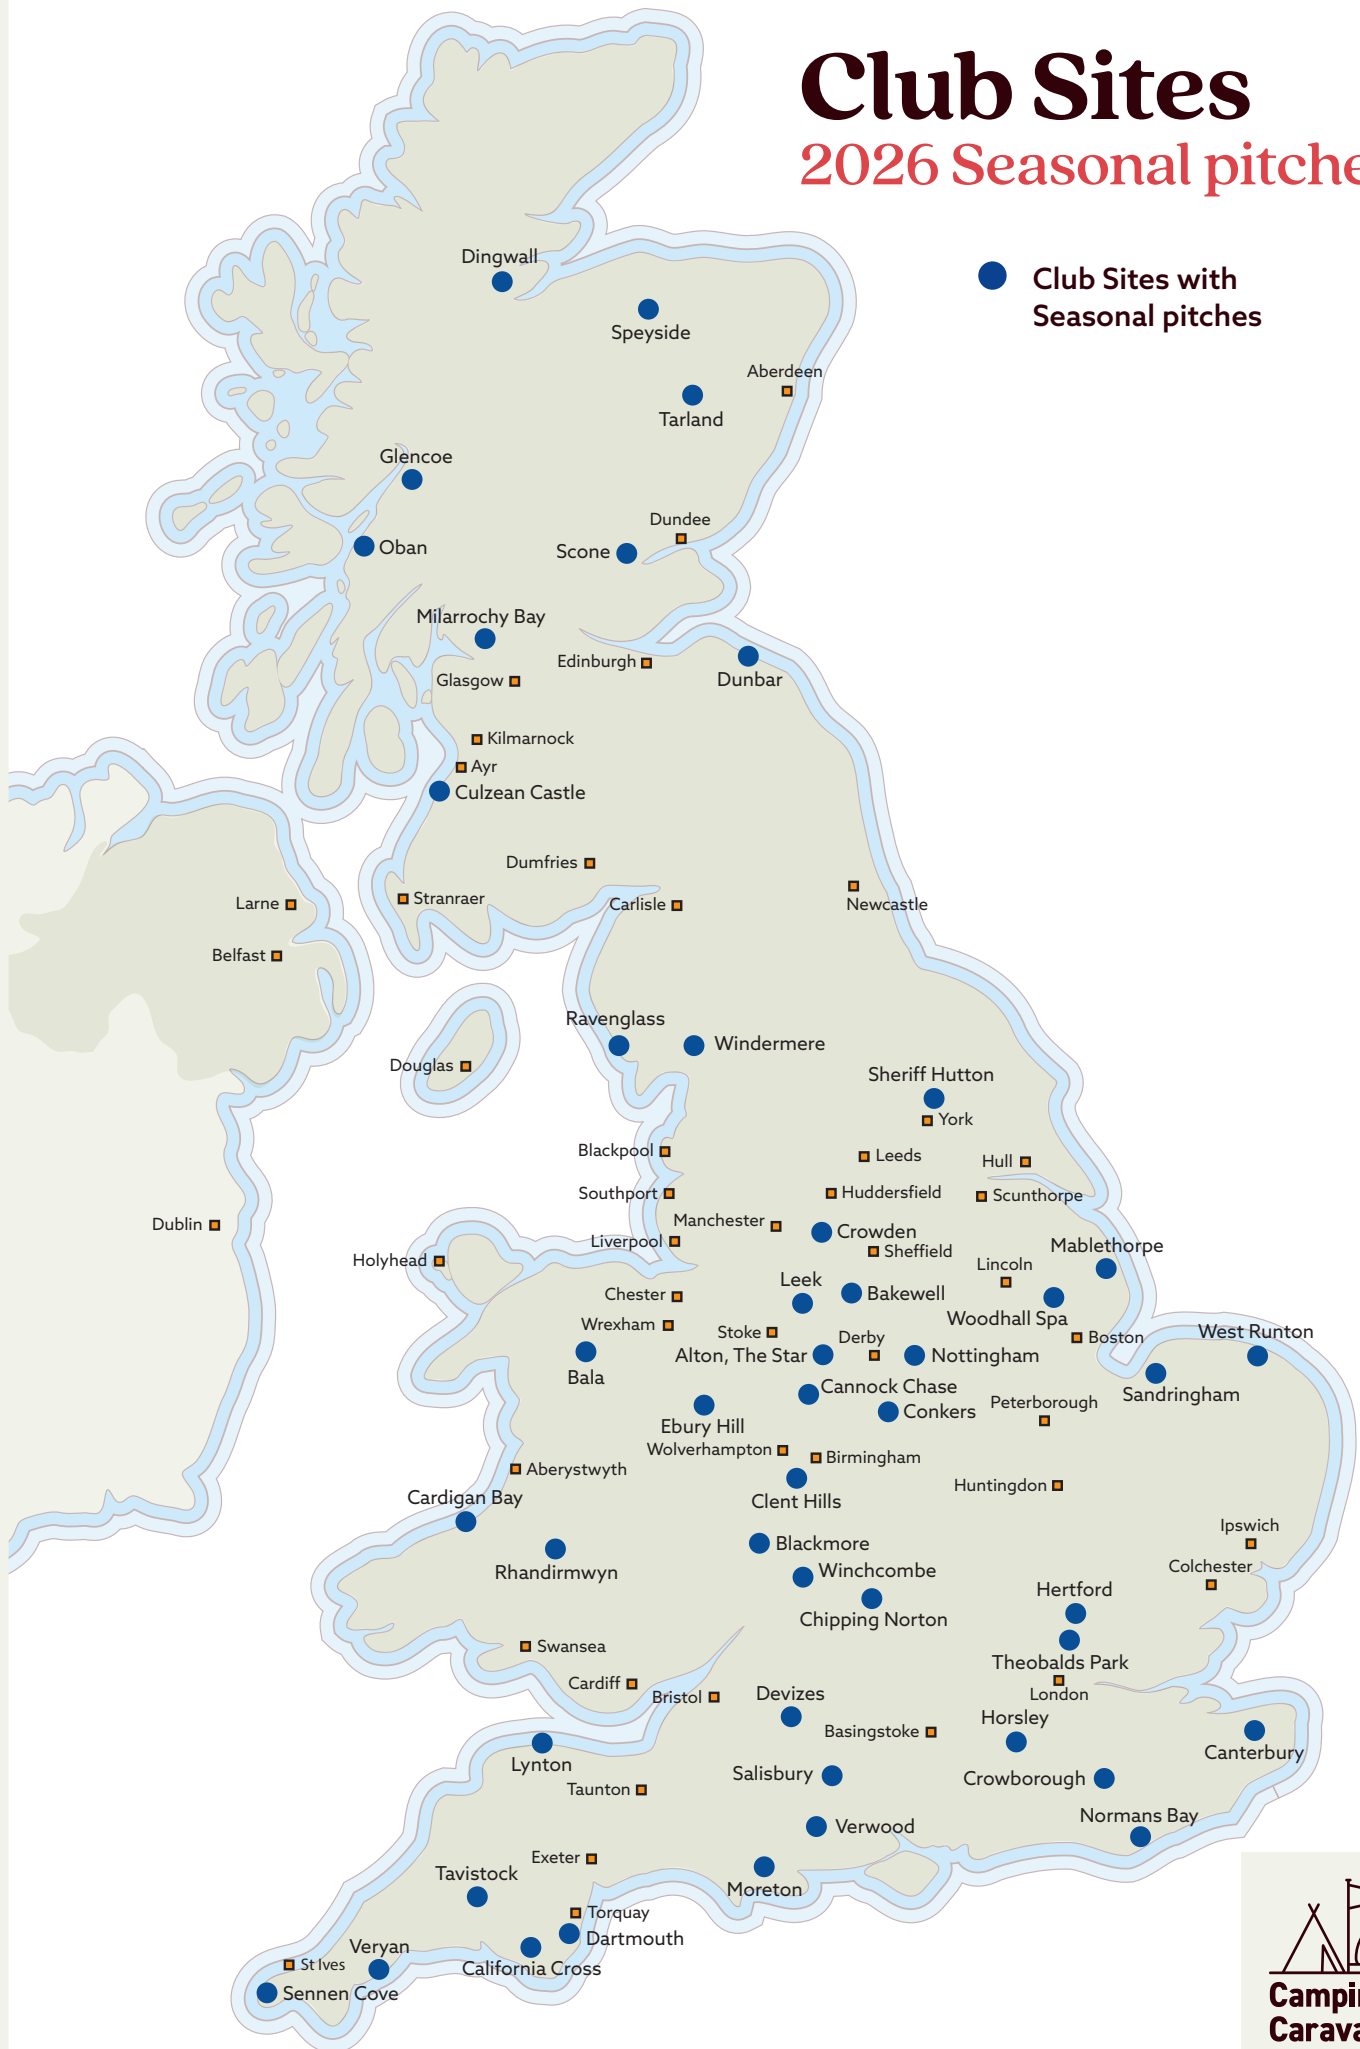 Club Sites
2026 Seasonal pitche
Club Sites with
Seasonal pitches
Dingwall
Speyside
Aberdeen
Tarland
Glencoe
Dundee
Oban
Scone
Milarrochy Bay
Edinburgh
Glasgow
Dunbar
Kilmarnock
Ayr
Culzean Castle
Dumfries
Stranraer
Larne
Carlisle
Newcastle
Belfast
Ravenglass
Windermere
Douglas
Sheriff Hutton
York
Blackpool
Leeds
Hull
Southport
Huddersfield
Scunthorpe
Dublin
Manchester
Crowden
Liverpool
Sheffield
Mablethorpe
Holyhead
Lincoln
Leek
Chester
Bakewell
Woodhall Spa
Wrexham
Stoke
Derby
Boston
West Runton
Alton, The Star
Nottingham
Bala
Cannock Chase
Sandringham
Conkers
Peterborough
Ebury Hill
Wolverhampton
Birmingham
Aberystwyth
Huntingdon
Cardigan Bay
Clent Hills
Ipswich
Blackmore
Colchester
Rhandirmwyn
Winchcombe
Hertford
Chipping Norton
Swansea
Theobalds Park
Cardiff
Bristol
Devizes
London
Basingstoke
Horsley
Canterbury
Lynton
Salisbury
Crowborough
Taunton
Normans Bay
Verwood
Exeter
Tavistock
Moreton
Torquay
Dartmouth
Veryan
St Ives
California Cross
Sennen Cove
Campi
Carava